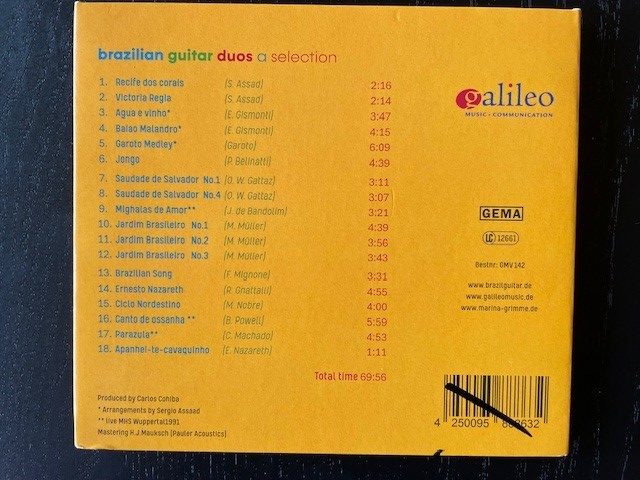 brazilian guitar duos a selection
1. Recife dos corais (S. Assad) 2:16
2. Victoria Regia (S. Assad) 2:14
3. Agua e vinho* (E. Gismonti) 3:47
4. Baiao Malandro* (E. Gismonti) 4:15
5. Garoto Medley* (Garoto) 6:09
6. Jongo (P. Bellinatti) 4:39
7. Saudade de Salvador No.1 (O. W. Gattaz) 3:11
8. Saudade de Salvador No.4 (O. W. Gattaz) 3:07
9. Mighalas de Amor** (J. de Bandolim) 3:21
10. Jardim Brasileiro No.1 (M. Müller) 4:39
11. Jardim Brasileiro No.2 (M. Müller) 3:56
12. Jardim Brasileiro No.3 (M. Müller) 3:43
13. Brazilian Song (F. Mignone) 3:31
14. Ernesto Nazareth (R. Gnattali) 4:55
15. Ciclo Nordestino (M. Nobre) 4:00
16. Canto de ossanha ** (B. Powell) 5:59
17. Parazula** (C. Machado) 4:53
18. Apanhei-te-cavaquinho (E. Nazareth) 1:11
Total time 69:56
Produced by Carlos Cohiba
* Arrangements by Sergio Assaad
** live MHS Wuppertal1991
Mastering H.J.Mauksch (Pauler Acoustics)
galileo
MUSIC COMMUNICATION
GEMA
LC 12661
Bestnr: GMV 142
www.brazilguitar.de
www.galileomusic.de
www.marina-grimme.de
4 250095